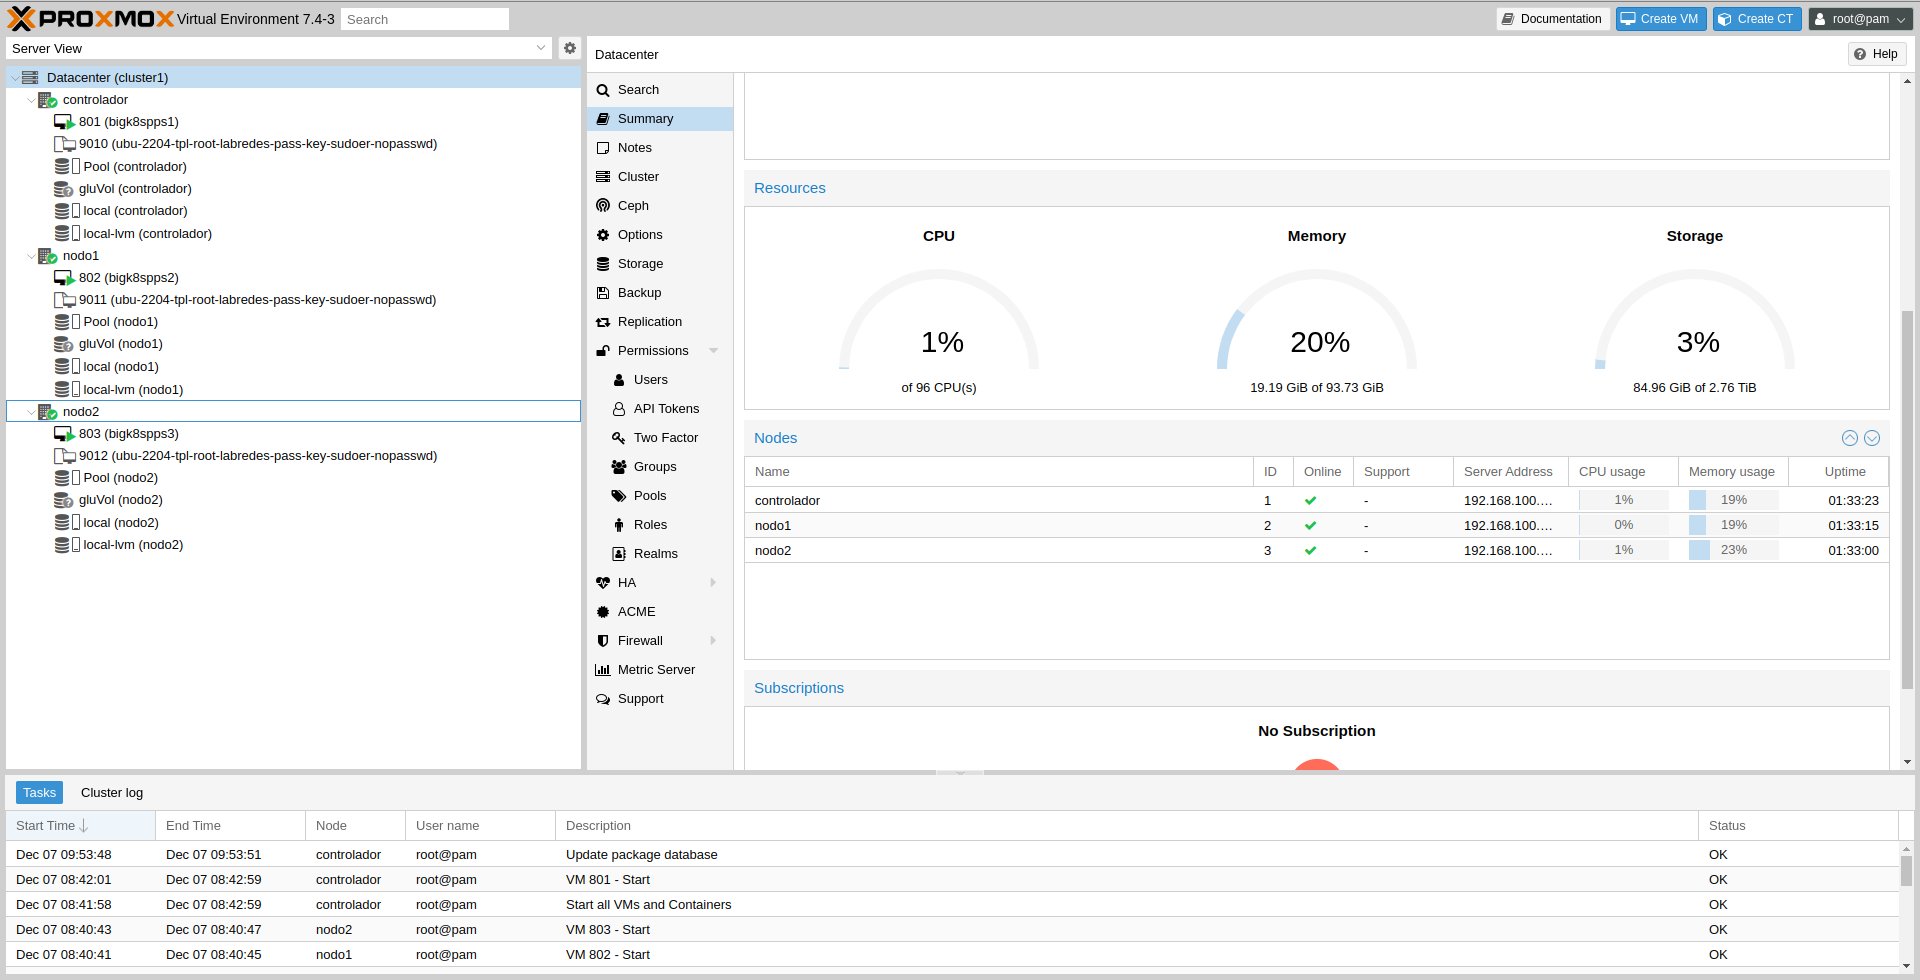 PROXMOX Virtual Environment 7.4-3 Search Documentation Create VM Create CT root@pam
Server View
Datacenter (cluster1)
controlador
801 (bigk8spps1)
9010 (ubu-2204-tpl-root-labredes-pass-key-sudoer-nopasswd)
Pool (controlador)
gluVol (controlador)
local (controlador)
local-lvm (controlador)
nodo1
802 (bigk8spps2)
9011 (ubu-2204-tpl-root-labredes-pass-key-sudoer-nopasswd)
Pool (nodo1)
gluVol (nodo1)
local (nodo1)
local-lvm (nodo1)
nodo2
803 (bigk8spps3)
9012 (ubu-2204-tpl-root-labredes-pass-key-sudoer-nopasswd)
Pool (nodo2)
gluVol (nodo2)
local (nodo2)
local-lvm (nodo2)
Datacenter Help
Search
Summary
Notes
Cluster
Ceph
Options
Storage
Backup
Replication
Permissions
Users
API Tokens
Two Factor
Groups
Pools
Roles
Realms
HA
ACME
Firewall
Metric Server
Support
Resources
CPU Memory Storage
1% 20% 3%
of 96 CPU(s) 19.19 GiB of 93.73 GiB 84.96 GiB of 2.76 TiB
Nodes
Name ID Online Support Server Address CPU usage Memory usage Uptime
controlador 1 - 192.168.100.… 1% 19% 01:33:23
nodo1 2 - 192.168.100.… 0% 19% 01:33:15
nodo2 3 - 192.168.100.… 1% 23% 01:33:00
Subscriptions
No Subscription
Tasks Cluster log
Start Time End Time Node User name Description Status
Dec 07 09:53:48 Dec 07 09:53:51 controlador root@pam Update package database OK
Dec 07 08:42:01 Dec 07 08:42:59 controlador root@pam VM 801 - Start OK
Dec 07 08:41:58 Dec 07 08:42:59 controlador root@pam Start all VMs and Containers OK
Dec 07 08:40:43 Dec 07 08:40:47 nodo2 root@pam VM 803 - Start OK
Dec 07 08:40:41 Dec 07 08:40:45 nodo1 root@pam VM 802 - Start OK